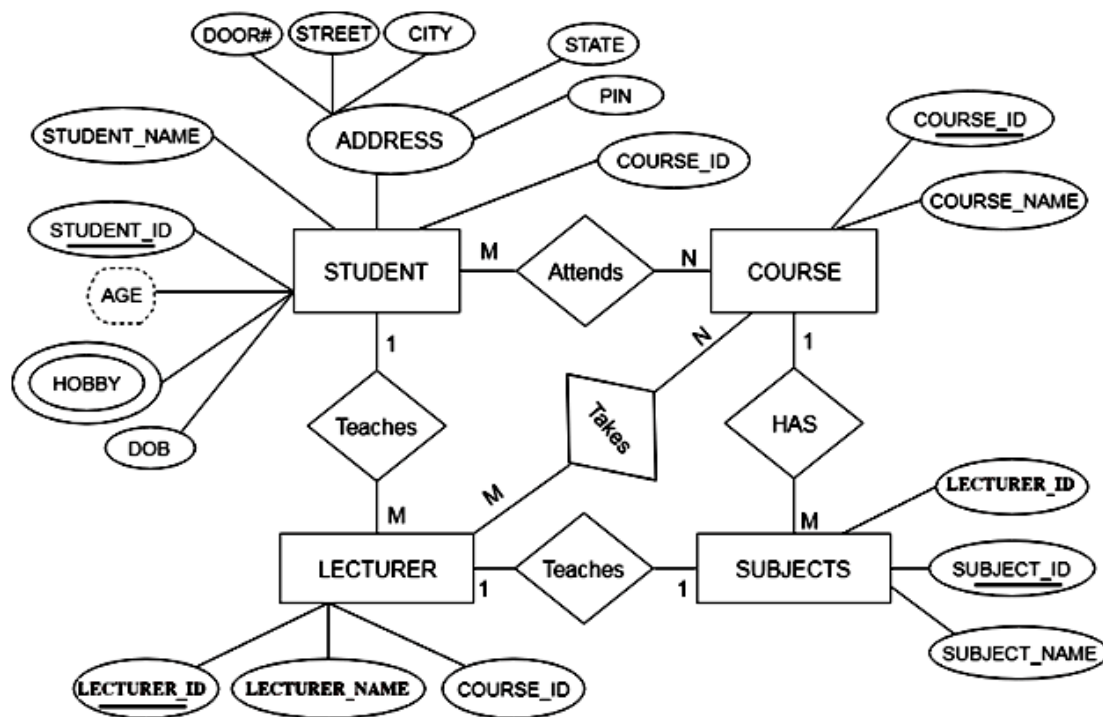 DOOR#
STREET
CITY
STATE
PIN
ADDRESS
STUDENT_NAME
COURSE_ID
COURSE_ID
COURSE_NAME
STUDENT_ID
AGE
HOBBY
DOB
STUDENT
M
Attends
N
COURSE
1
Teaches
M
N
Takes
M
1
HAS
M
LECTURER_ID
LECTURER
1
Teaches
1
SUBJECTS
SUBJECT_ID
SUBJECT_NAME
LECTURER_ID
LECTURER_NAME
COURSE_ID